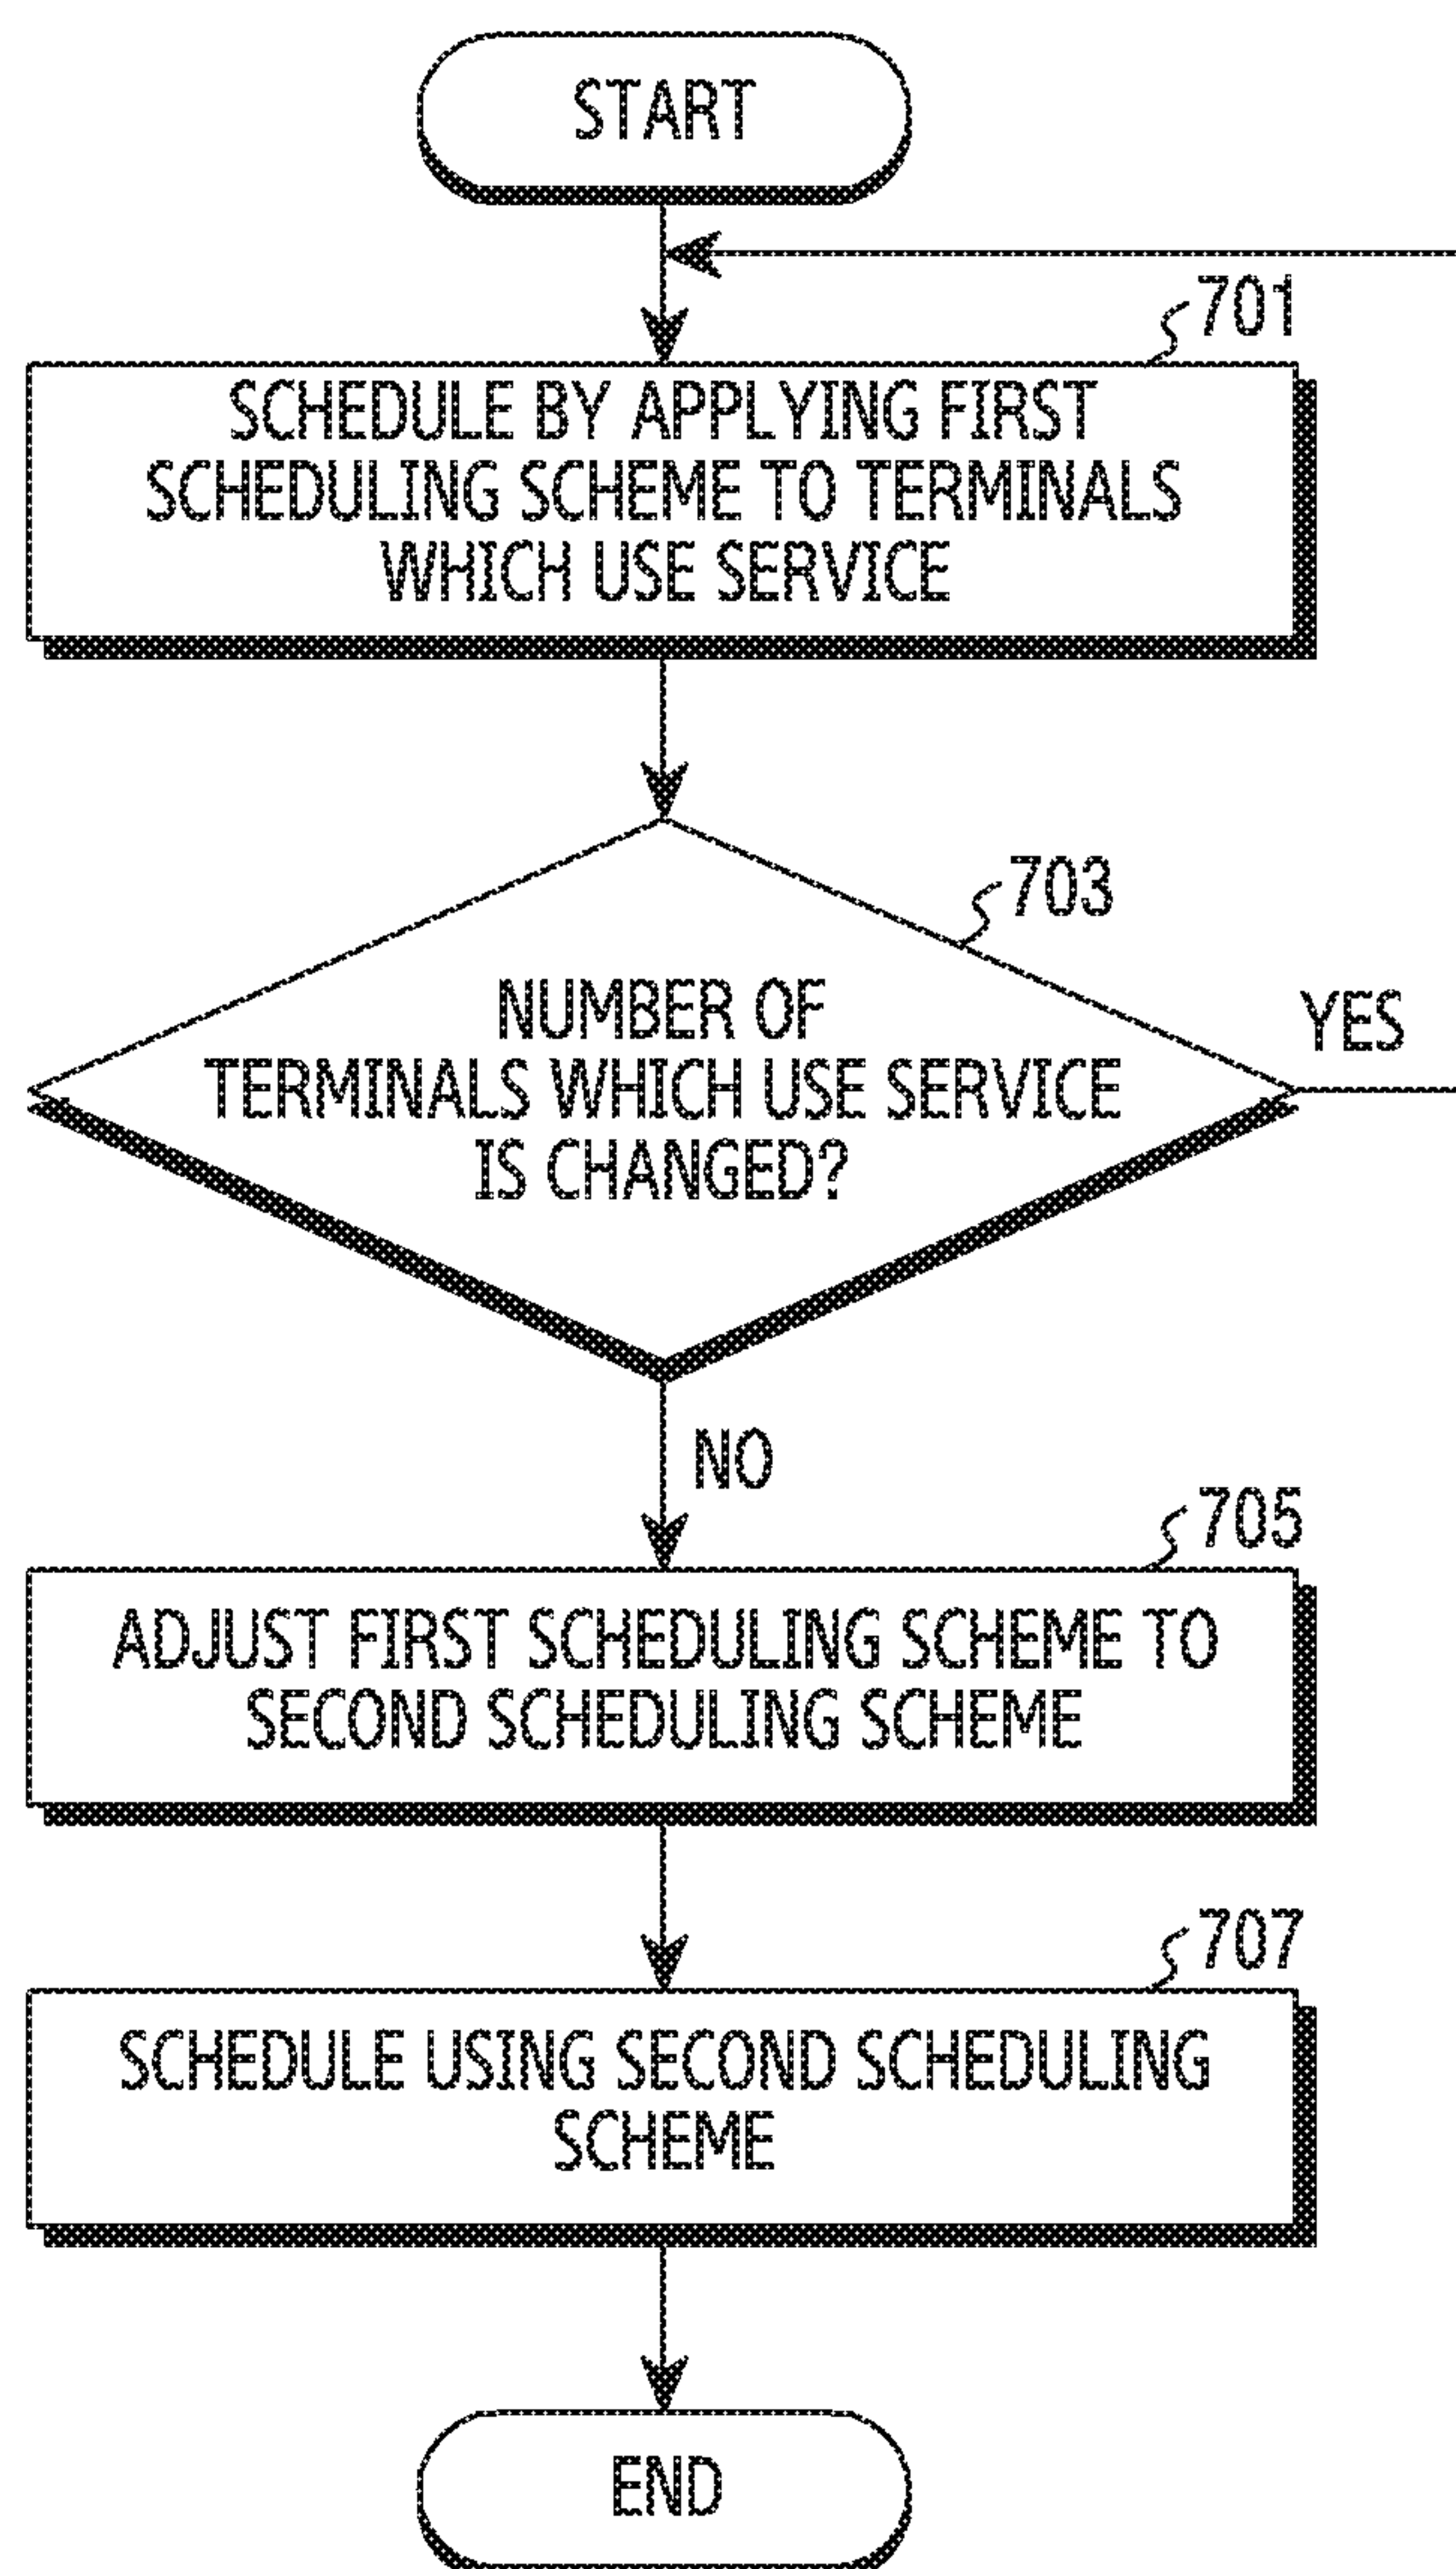 START
701
SCHEDULE BY APPLYING FIRST
SCHEDULING SCHEME TO TERMINALS
WHICH USE SERVICE
703
NUMBER OF
TERMINALS WHICH USE SERVICE
IS CHANGED?
YES
NO
705
ADJUST FIRST SCHEDULING SCHEME TO
SECOND SCHEDULING SCHEME
707
SCHEDULE USING SECOND SCHEDULING
SCHEME
END